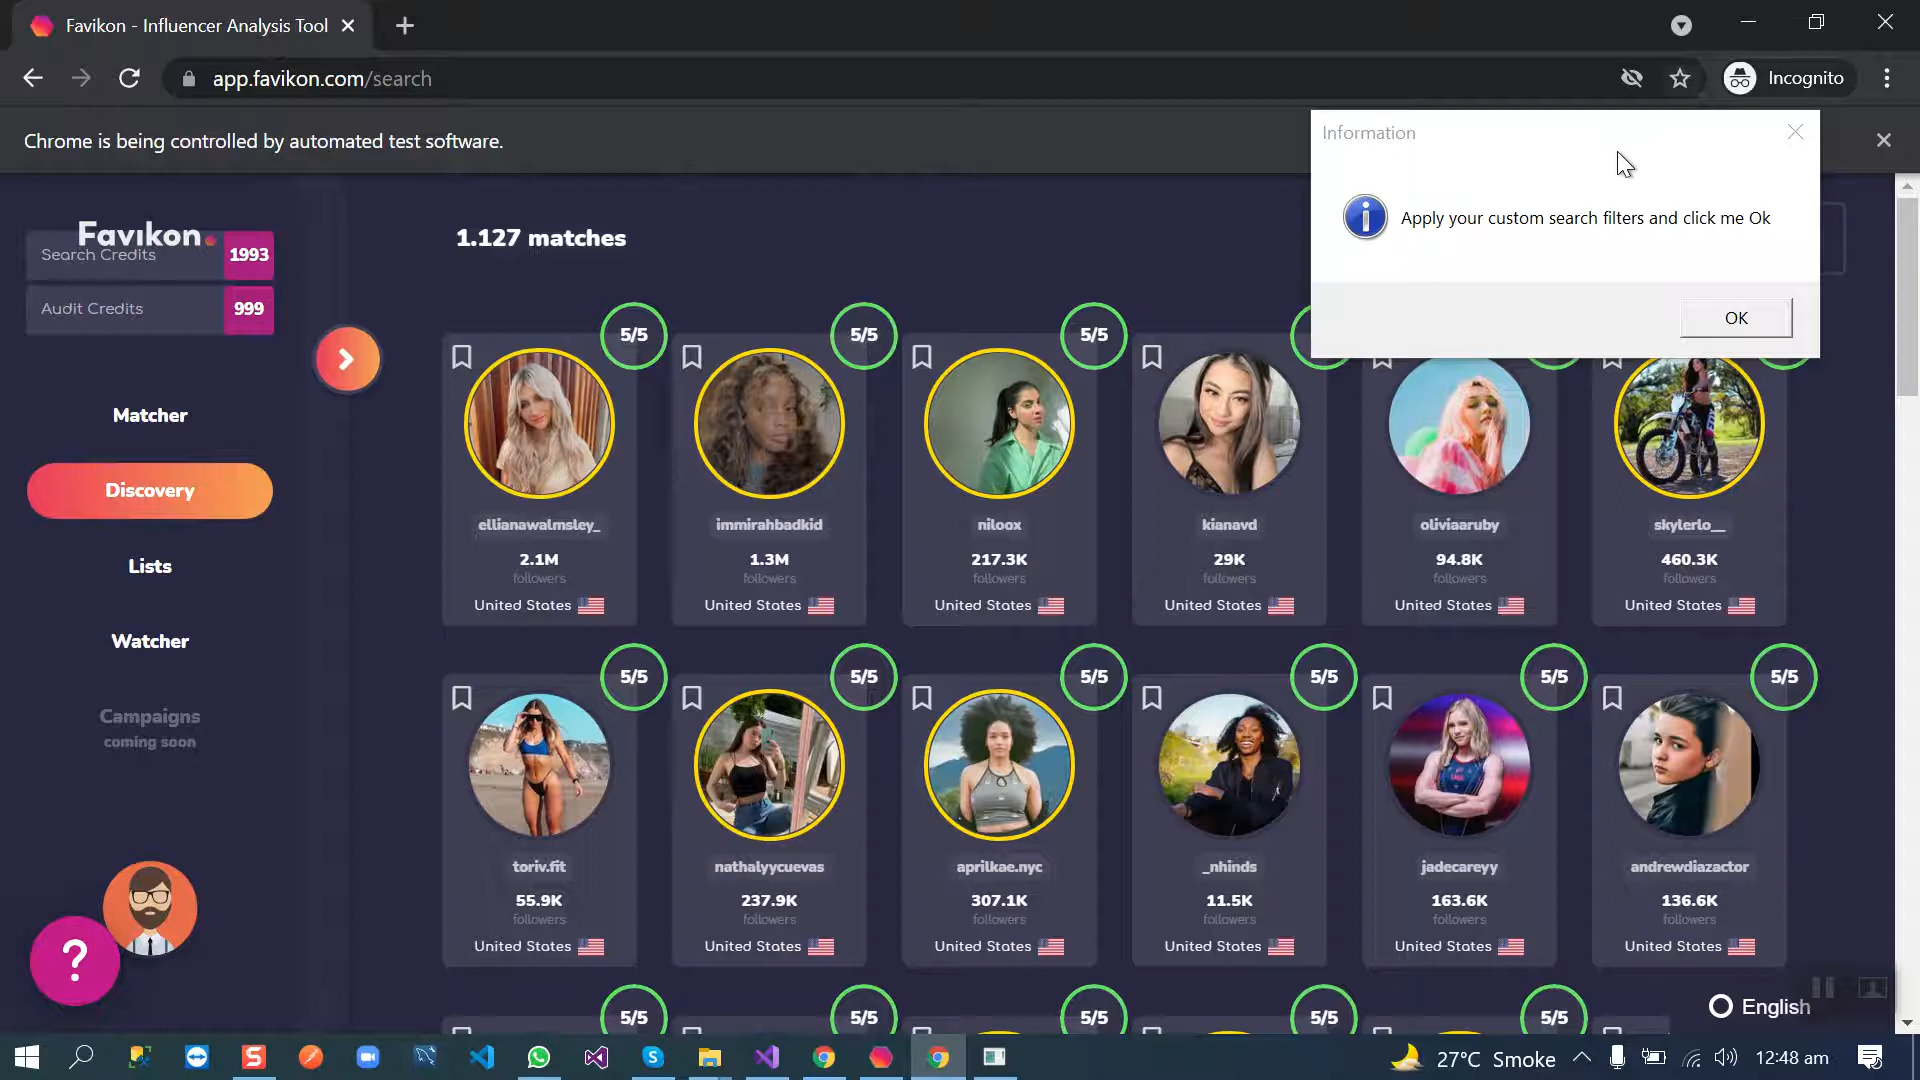 Favikon - Influencer Analysis Tool
app.favikon.com/search
Incognito
Chrome is being controlled by automated test software.
Information
Apply your custom search filters and click me Ok
OK
Favikon.
Search Credits 1993
Audit Credits 999
Matcher
Discovery
Lists
Watcher
Campaigns
coming soon
?
1.127 matches
5/5 5/5 5/5
ellianawalmsley_ immirahbadkid niloox kianavd oliviaaruby skylerlo__
2.1M 1.3M 217.3K 29K 94.8K 460.3K
followers followers followers followers followers followers
United States United States United States United States United States United States
5/5 5/5 5/5 5/5 5/5 5/5
toriv.fit nathalyycuevas aprilkae.nyc _nhinds jadecareyy andrewdiazactor
55.9K 237.9K 307.1K 11.5K 163.6K 136.6K
followers followers followers followers followers followers
United States United States United States United States United States United States
5/5 5/5 5/5 5/5 5/5
English
27°C Smoke 12:48 am